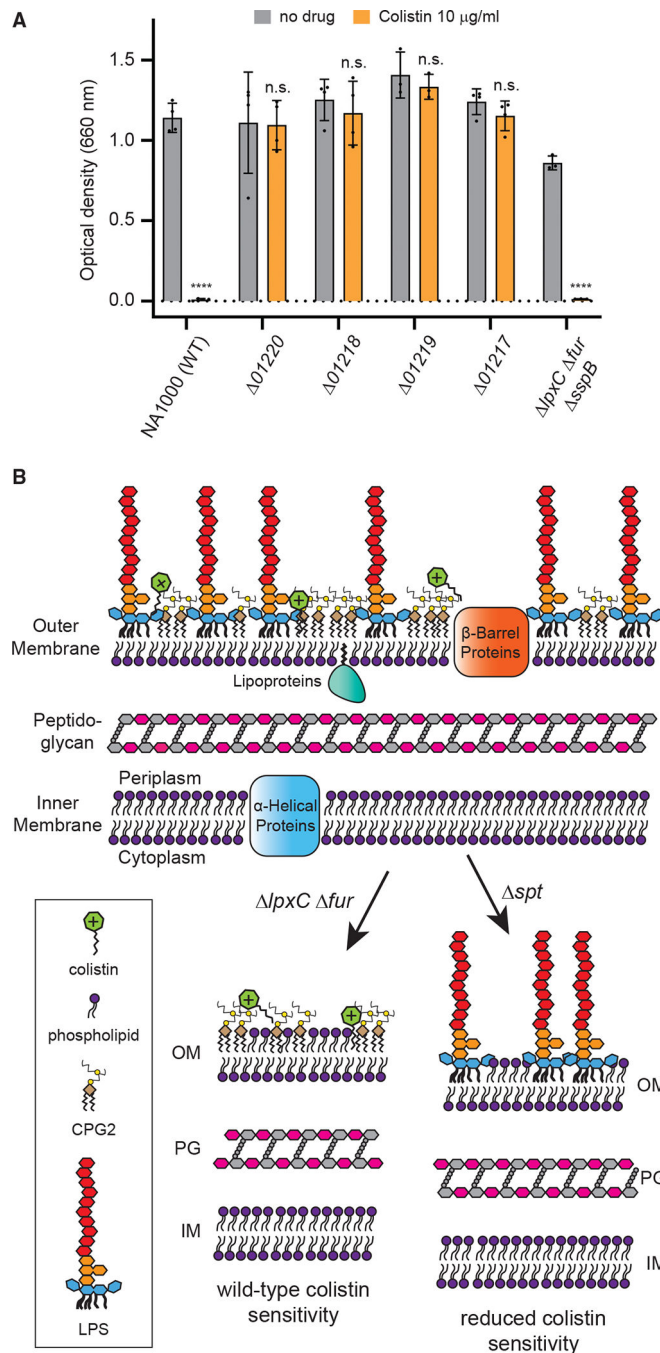 A
no drug
Colistin 10 μg/ml
Optical density (660 nm)
1.5
1.0
0.5
0.0
****
n.s.
n.s.
n.s.
n.s.
****
NA1000 (WT)
Δ01220
Δ01218
Δ01219
Δ01217
ΔlpxC Δfur
ΔsspB
B
+
+
+
Outer
Membrane
β-Barrel
Proteins
Lipoproteins
Peptido-
glycan
Periplasm
Inner
Membrane
α-Helical
Proteins
Cytoplasm
ΔlpxC Δfur
Δspt
+
colistin
phospholipid
CPG2
LPS
+
+
OM
PG
IM
wild-type colistin
sensitivity
OM
PG
IM
reduced colistin
sensitivity